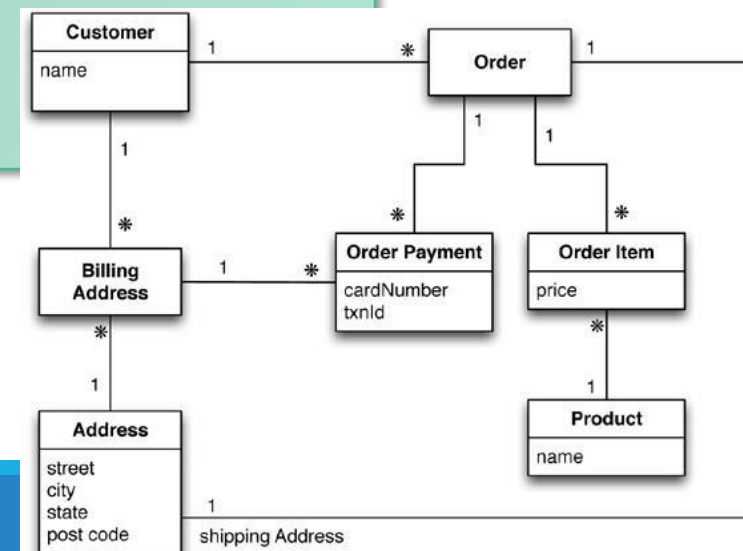 Customer
name
1
*
Order
1
1
*
1
*
1
*
Billing
Address
1
*
Order Payment
cardNumber
txnId
Order Item
price
*
1
*
1
Product
name
Address
street
city
state
post code
1
shipping Address